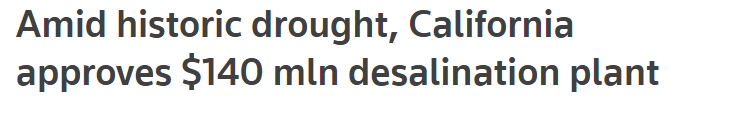 Amid historic drought, California
approves $140 mln desalination plant